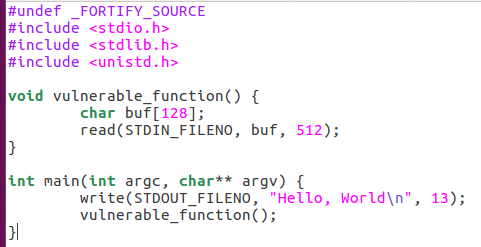 #undef _FORTIFY_SOURCE
#include <stdio.h>
#include <stdlib.h>
#include <unistd.h>

void vulnerable_function() {
        char buf[128];
        read(STDIN_FILENO, buf, 512);
}

int main(int argc, char** argv) {
        write(STDOUT_FILENO, "Hello, World\n", 13);
        vulnerable_function();
}